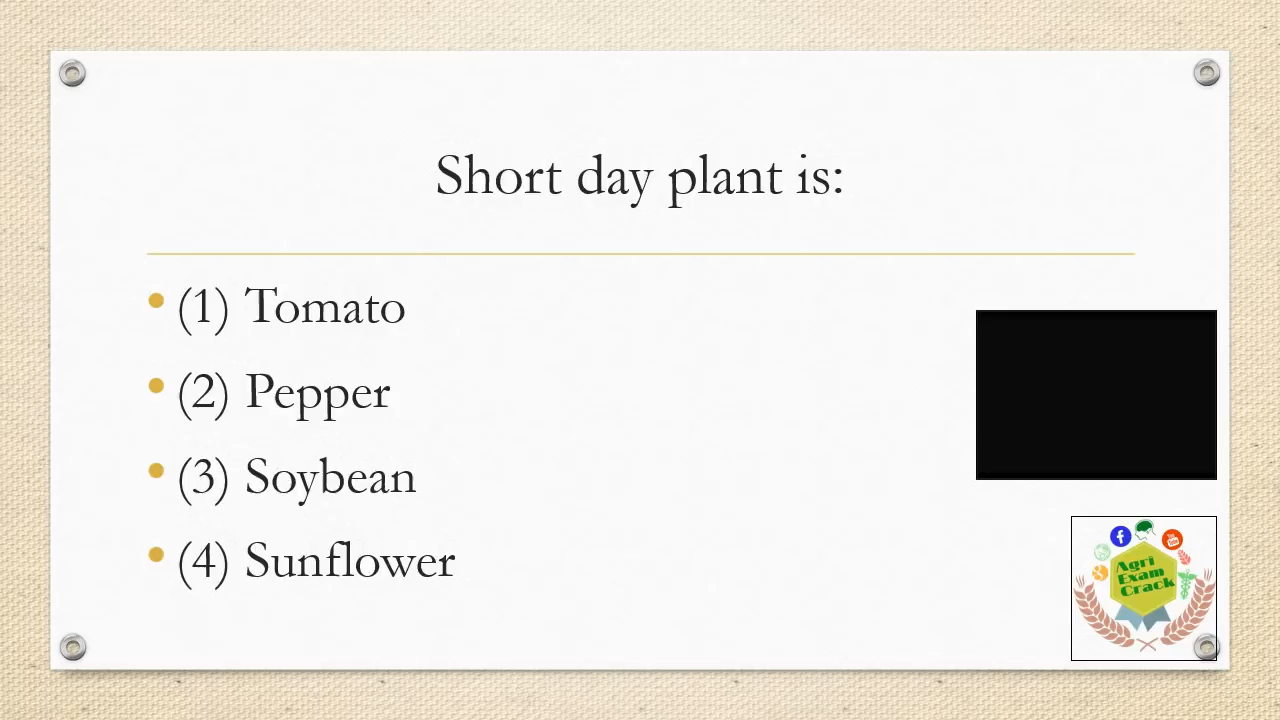 Short day plant is:
(1) Tomato
(2) Pepper
(3) Soybean
(4) Sunflower
Agri
Exam
Crack